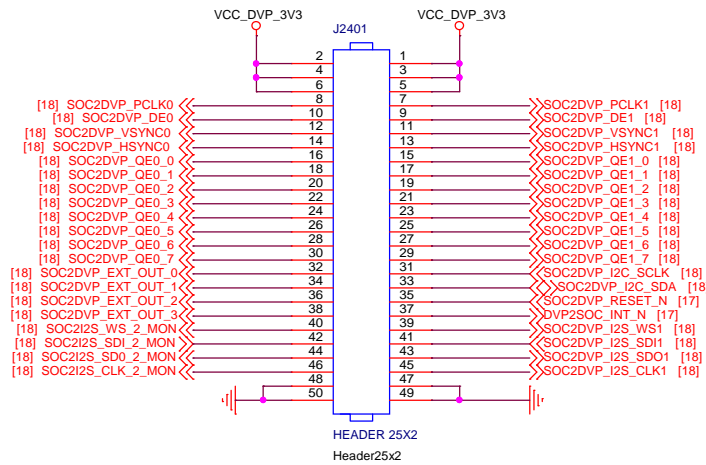 VCC_DVP_3V3 VCC_DVP_3V3
J2401
2 1
4 3
6 5
[18] SOC2DVP_PCLK0 8 7 SOC2DVP_PCLK1 [18]
[18] SOC2DVP_DE0 10 9 SOC2DVP_DE1 [18]
[18] SOC2DVP_VSYNC0 12 11 SOC2DVP_VSYNC1 [18]
[18] SOC2DVP_HSYNC0 14 13 SOC2DVP_HSYNC1 [18]
[18] SOC2DVP_QE0_0 16 15 SOC2DVP_QE1_0 [18]
[18] SOC2DVP_QE0_1 18 17 SOC2DVP_QE1_1 [18]
[18] SOC2DVP_QE0_2 20 19 SOC2DVP_QE1_2 [18]
[18] SOC2DVP_QE0_3 22 21 SOC2DVP_QE1_3 [18]
[18] SOC2DVP_QE0_4 24 23 SOC2DVP_QE1_4 [18]
[18] SOC2DVP_QE0_5 26 25 SOC2DVP_QE1_5 [18]
[18] SOC2DVP_QE0_6 28 27 SOC2DVP_QE1_6 [18]
[18] SOC2DVP_QE0_7 30 29 SOC2DVP_QE1_7 [18]
[18] SOC2DVP_EXT_OUT_0 32 31 SOC2DVP_I2C_SCLK [18]
[18] SOC2DVP_EXT_OUT_1 34 33 SOC2DVP_I2C_SDA [18
[18] SOC2DVP_EXT_OUT_2 36 35 SOC2DVP_RESET_N [17]
[18] SOC2DVP_EXT_OUT_3 38 37 DVP2SOC_INT_N [17]
[18] SOC2I2S_WS_2_MON 40 39 SOC2DVP_I2S_WS1 [18]
[18] SOC2I2S_SDI_2_MON 42 41 SOC2DVP_I2S_SDI1 [18]
[18] SOC2I2S_SD0_2_MON 44 43 SOC2DVP_I2S_SDO1 [18]
[18] SOC2I2S_CLK_2_MON 46 45 SOC2DVP_I2S_CLK1 [18]
48 47
50 49
HEADER 25X2
Header25x2